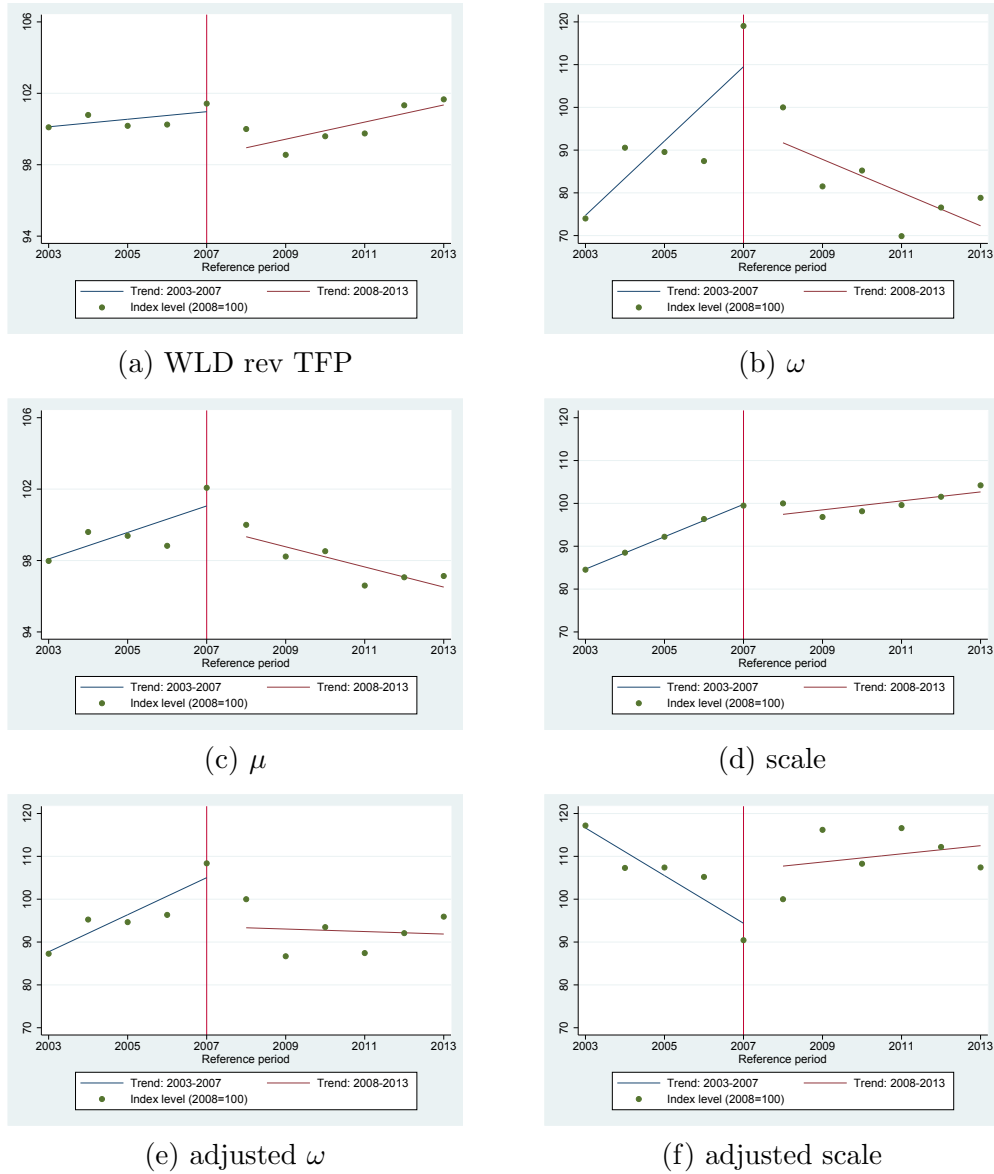 106
102
98
94
2003 2005 2007 2009 2011 2013
Reference period
Trend: 2003-2007 Trend: 2008-2013
Index level (2008=100)
(a) WLD rev TFP
120
110
100
90
80
70
2003 2005 2007 2009 2011 2013
Reference period
Trend: 2003-2007 Trend: 2008-2013
Index level (2008=100)
(b) ω
106
102
98
94
2003 2005 2007 2009 2011 2013
Reference period
Trend: 2003-2007 Trend: 2008-2013
Index level (2008=100)
(c) μ
120
110
100
90
80
70
2003 2005 2007 2009 2011 2013
Reference period
Trend: 2003-2007 Trend: 2008-2013
Index level (2008=100)
(d) scale
120
110
100
90
80
70
2003 2005 2007 2009 2011 2013
Reference period
Trend: 2003-2007 Trend: 2008-2013
Index level (2008=100)
(e) adjusted ω
120
110
100
90
80
70
2003 2005 2007 2009 2011 2013
Reference period
Trend: 2003-2007 Trend: 2008-2013
Index level (2008=100)
(f) adjusted scale